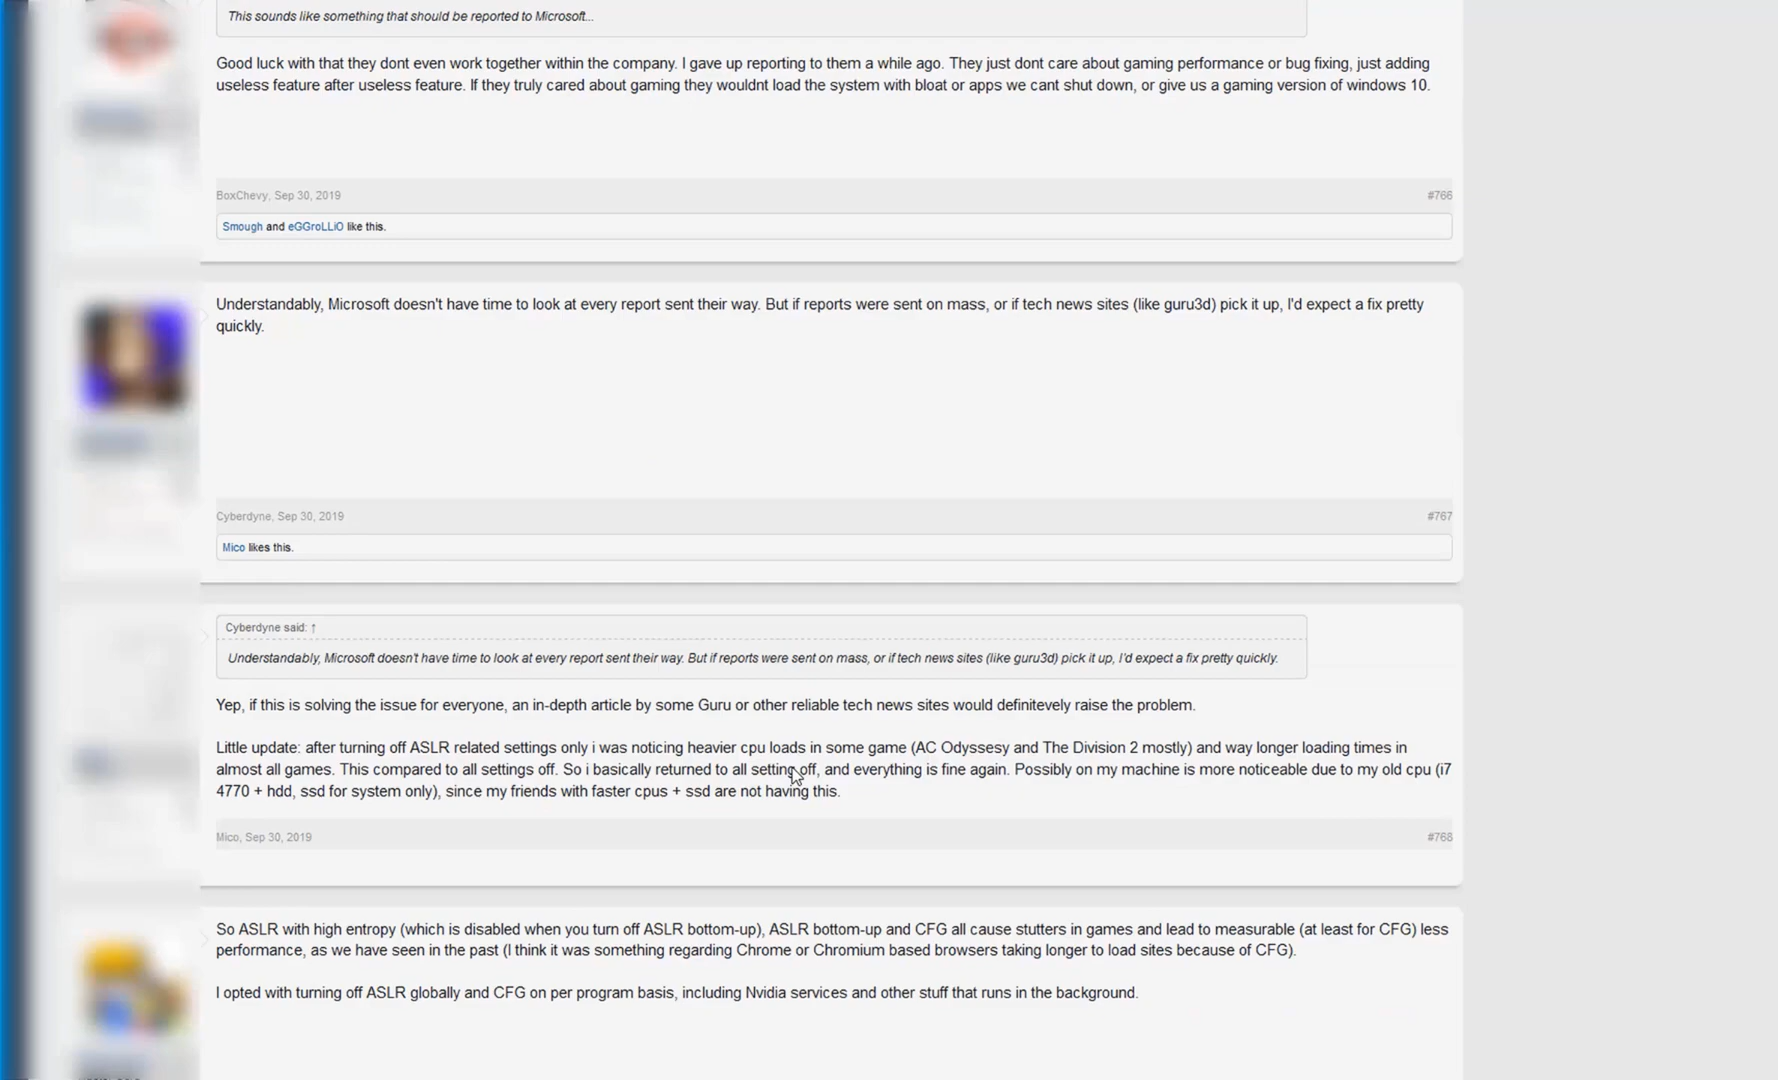 This sounds like something that should be reported to Microsoft...
Good luck with that they dont even work together within the company. I gave up reporting to them a while ago. They just dont care about gaming performance or bug fixing, just adding
useless feature after useless feature. If they truly cared about gaming they wouldnt load the system with bloat or apps we cant shut down, or give us a gaming version of windows 10.
BoxChevy, Sep 30, 2019 #766
Smough and eGGroLLiO like this.
Understandably, Microsoft doesn't have time to look at every report sent their way. But if reports were sent on mass, or if tech news sites (like guru3d) pick it up, I'd expect a fix pretty
quickly.
Cyberdyne, Sep 30, 2019 #767
Mico likes this.
Cyberdyne said: ↑
Understandably, Microsoft doesn't have time to look at every report sent their way. But if reports were sent on mass, or if tech news sites (like guru3d) pick it up, I'd expect a fix pretty quickly.
Yep, if this is solving the issue for everyone, an in-depth article by some Guru or other reliable tech news sites would definitevely raise the problem.
Little update: after turning off ASLR related settings only i was noticing heavier cpu loads in some game (AC Odyssesy and The Division 2 mostly) and way longer loading times in
almost all games. This compared to all settings off. So i basically returned to all setting off, and everything is fine again. Possibly on my machine is more noticeable due to my old cpu (i7
4770 + hdd, ssd for system only), since my friends with faster cpus + ssd are not having this.
Mico, Sep 30, 2019 #768
So ASLR with high entropy (which is disabled when you turn off ASLR bottom-up), ASLR bottom-up and CFG all cause stutters in games and lead to measurable (at least for CFG) less
performance, as we have seen in the past (I think it was something regarding Chrome or Chromium based browsers taking longer to load sites because of CFG).
I opted with turning off ASLR globally and CFG on per program basis, including Nvidia services and other stuff that runs in the background.